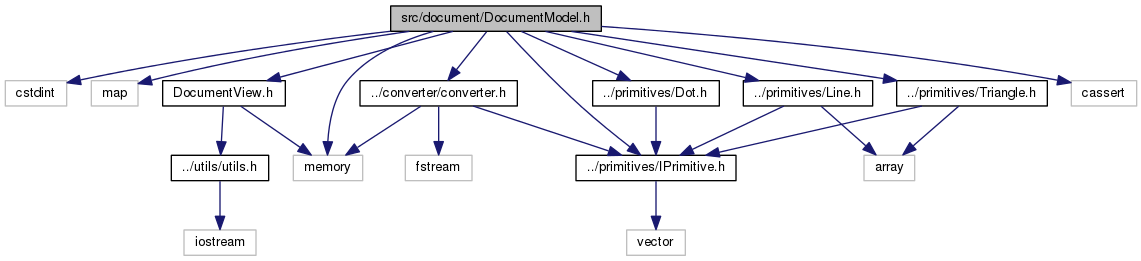 src/document/DocumentModel.h
cstdint
map
DocumentView.h
../converter/converter.h
../primitives/Dot.h
../primitives/Line.h
../primitives/Triangle.h
cassert
../utils/utils.h
memory
fstream
../primitives/IPrimitive.h
array
iostream
vector